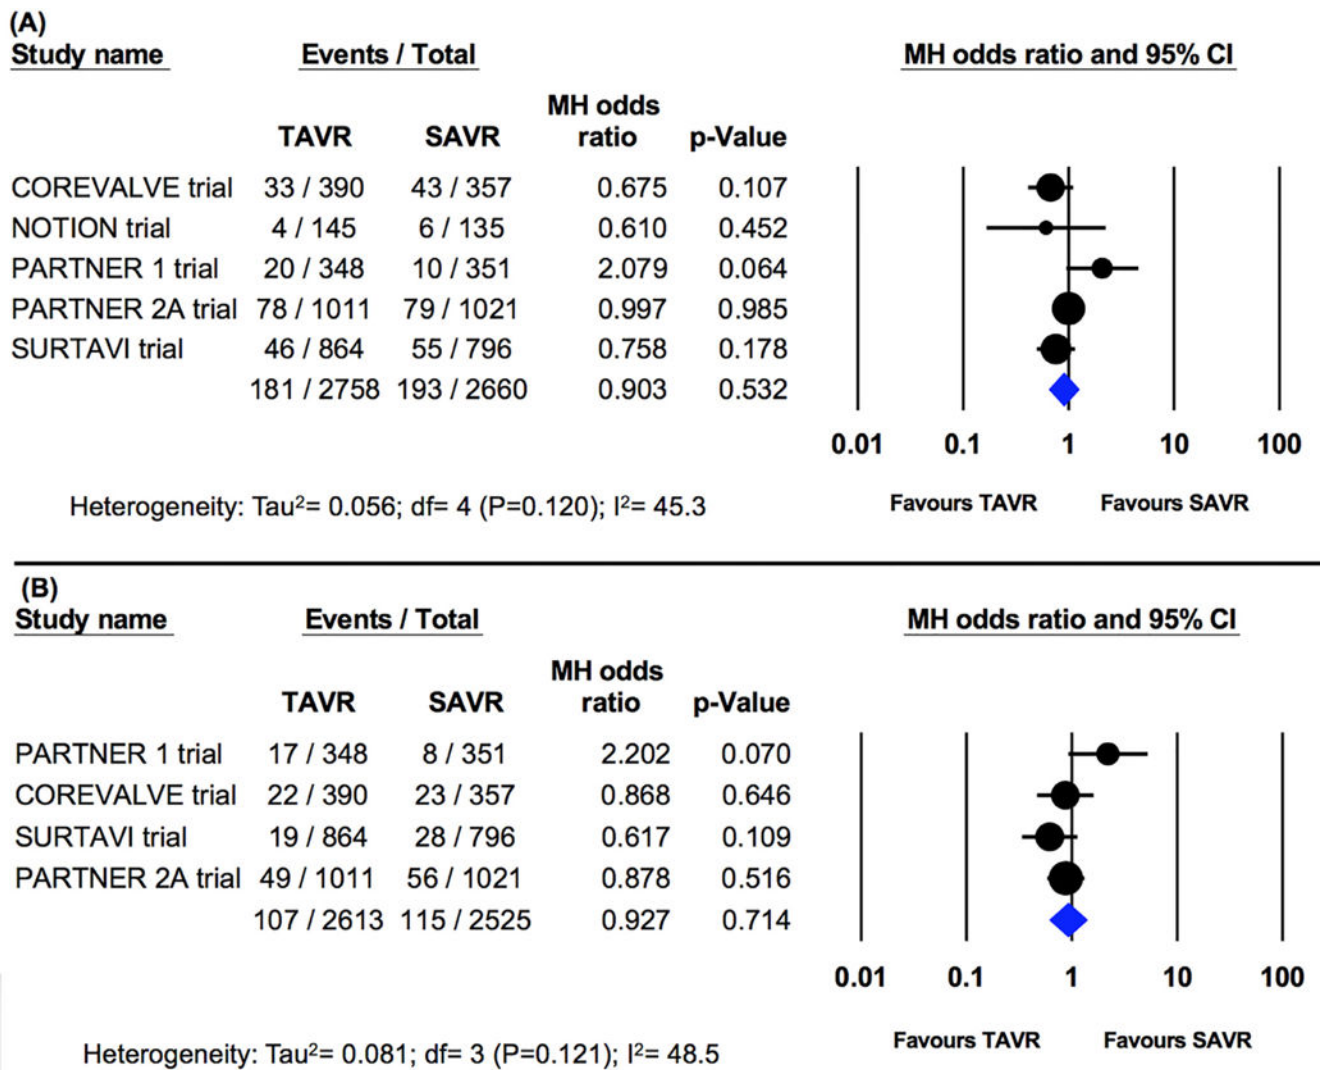 (A)
Study name Events / Total MH odds ratio and 95% CI
MH odds
TAVR SAVR ratio p-Value
COREVALVE trial 33 / 390 43 / 357 0.675 0.107
NOTION trial 4 / 145 6 / 135 0.610 0.452
PARTNER 1 trial 20 / 348 10 / 351 2.079 0.064
PARTNER 2A trial 78 / 1011 79 / 1021 0.997 0.985
SURTAVI trial 46 / 864 55 / 796 0.758 0.178
181 / 2758 193 / 2660 0.903 0.532
0.01 0.1 1 10 100
Heterogeneity: Tau²= 0.056; df= 4 (P=0.120); I²= 45.3 Favours TAVR Favours SAVR
(B)
Study name Events / Total MH odds ratio and 95% CI
MH odds
TAVR SAVR ratio p-Value
PARTNER 1 trial 17 / 348 8 / 351 2.202 0.070
COREVALVE trial 22 / 390 23 / 357 0.868 0.646
SURTAVI trial 19 / 864 28 / 796 0.617 0.109
PARTNER 2A trial 49 / 1011 56 / 1021 0.878 0.516
107 / 2613 115 / 2525 0.927 0.714
0.01 0.1 1 10 100
Favours TAVR Favours SAVR
Heterogeneity: Tau²= 0.081; df= 3 (P=0.121); I²= 48.5